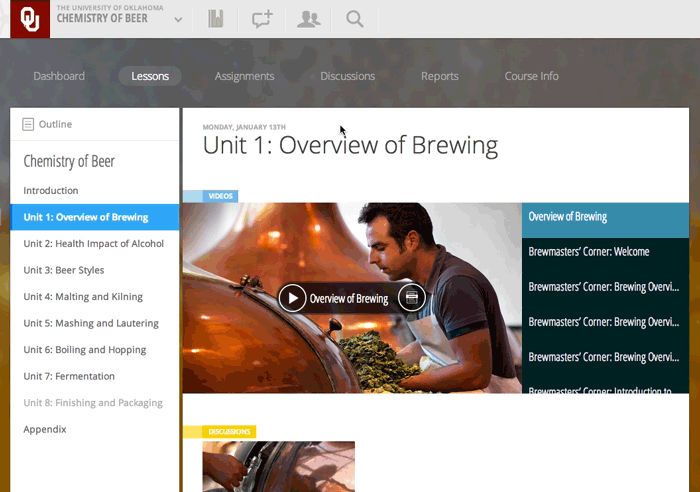 OU
THE UNIVERSITY OF OKLAHOMA
CHEMISTRY OF BEER
Dashboard
Lessons
Assignments
Discussions
Reports
Course Info
Outline
Chemistry of Beer
Introduction
Unit 1: Overview of Brewing
Unit 2: Health Impact of Alcohol
Unit 3: Beer Styles
Unit 4: Malting and Kilning
Unit 5: Mashing and Lautering
Unit 6: Boiling and Hopping
Unit 7: Fermentation
Unit 8: Finishing and Packaging
Appendix
MONDAY, JANUARY 13TH
Unit 1: Overview of Brewing
VIDEOS
Overview of Brewing
Overview of Brewing
Brewmasters' Corner: Welcome
Brewmasters' Corner: Brewing Overvi...
Brewmasters' Corner: Brewing Overvi...
Brewmasters' Corner: Brewing Overvi...
Brewmasters' Corner: Introduction to
DISCUSSIONS